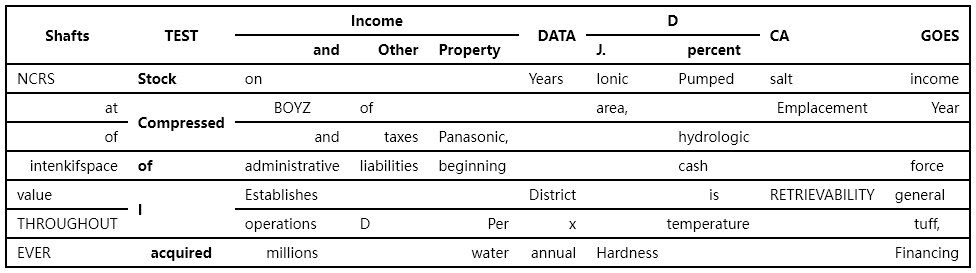 Shafts TEST Income DATA D CA GOES
and Other Property J. percent
NCRS Stock on Years Ionic Pumped salt income
at Compressed BOYZ of area, Emplacement Year
of and taxes Panasonic, hydrologic
intenkifspace of administrative liabilities beginning cash force
value I Establishes District is RETRIEVABILITY general
THROUGHOUT operations D Per x temperature tuff,
EVER acquired millions water annual Hardness Financing